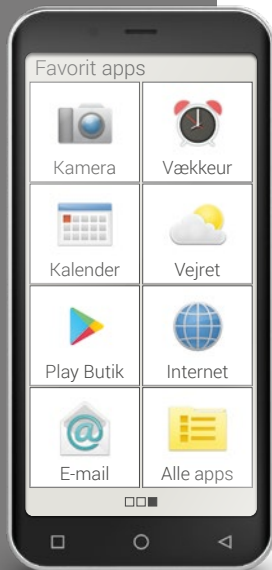 Favorit apps
Kamera
Vækkeur
Kalender
Vejret
Play Butik
Internet
E-mail
Alle apps